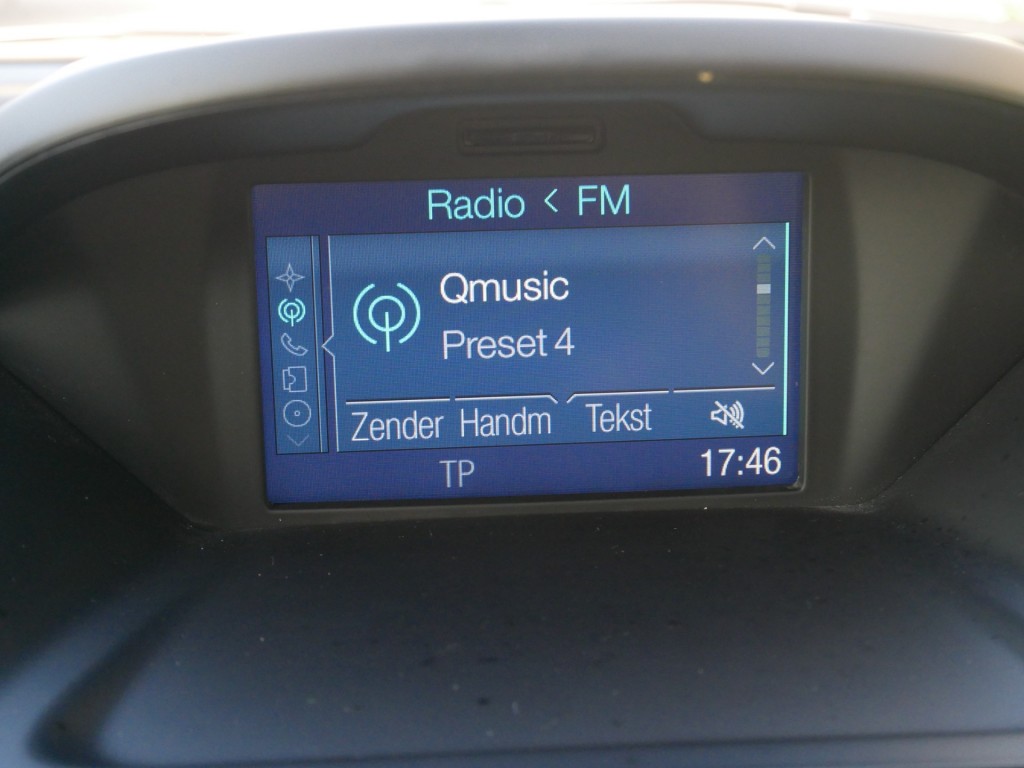 Radio < FM
Qmusic
Preset 4
Zender Handm Tekst
TP 17:46